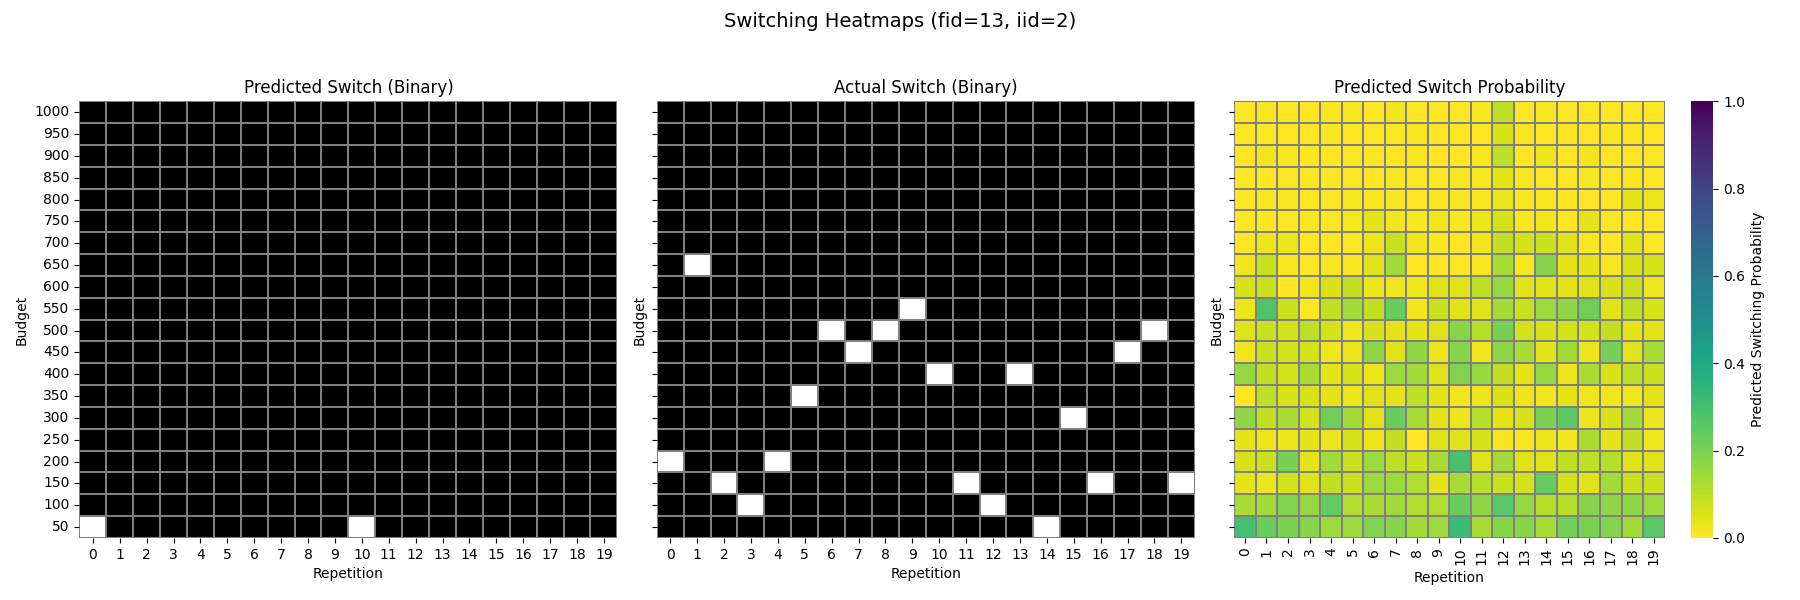 Switching Heatmaps (fid=13, iid=2)
Predicted Switch (Binary)
Budget
1000
950
900
850
800
750
700
650
600
550
500
450
400
350
300
250
200
150
100
50
0 1 2 3 4 5 6 7 8 9 10 11 12 13 14 15 16 17 18 19
Repetition
Actual Switch (Binary)
Budget
0 1 2 3 4 5 6 7 8 9 10 11 12 13 14 15 16 17 18 19
Repetition
Predicted Switch Probability
Budget
0 1 2 3 4 5 6 7 8 9 10 11 12 13 14 15 16 17 18 19
Repetition
1.0
0.8
0.6
0.4
0.2
0.0
Predicted Switching Probability